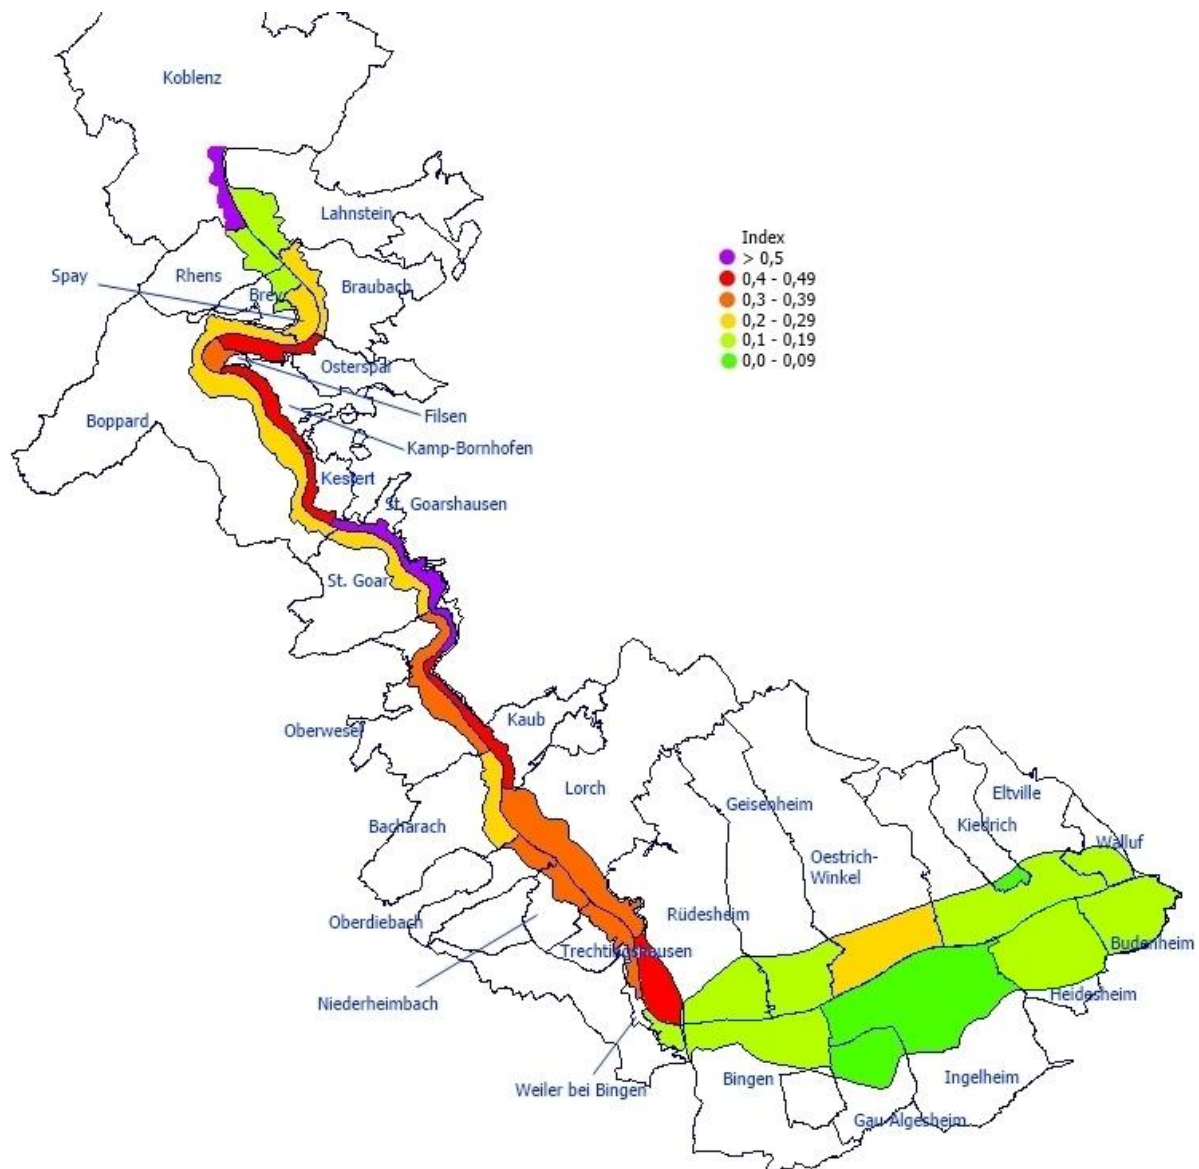 Koblenz
Lahnstein
Index
> 0,5
0,4 - 0,49
0,3 - 0,39
0,2 - 0,29
0,1 - 0,19
0,0 - 0,09
Spay
Rhens
Brey
Braubach
Osterspai
Filsen
Boppard
Kamp-Bornhofen
Kestert
St. Goarshausen
St. Goar
Oberwesel
Kaub
Lorch
Bacharach
Geisenheim
Eltville
Kiedrich
Walluf
Oestrich-
Winkel
Oberdiebach
Rüdesheim
Trechtingshausen
Budenheim
Niederheimbach
Heidesheim
Weiler bei Bingen
Bingen
Ingelheim
Gau-Algesheim